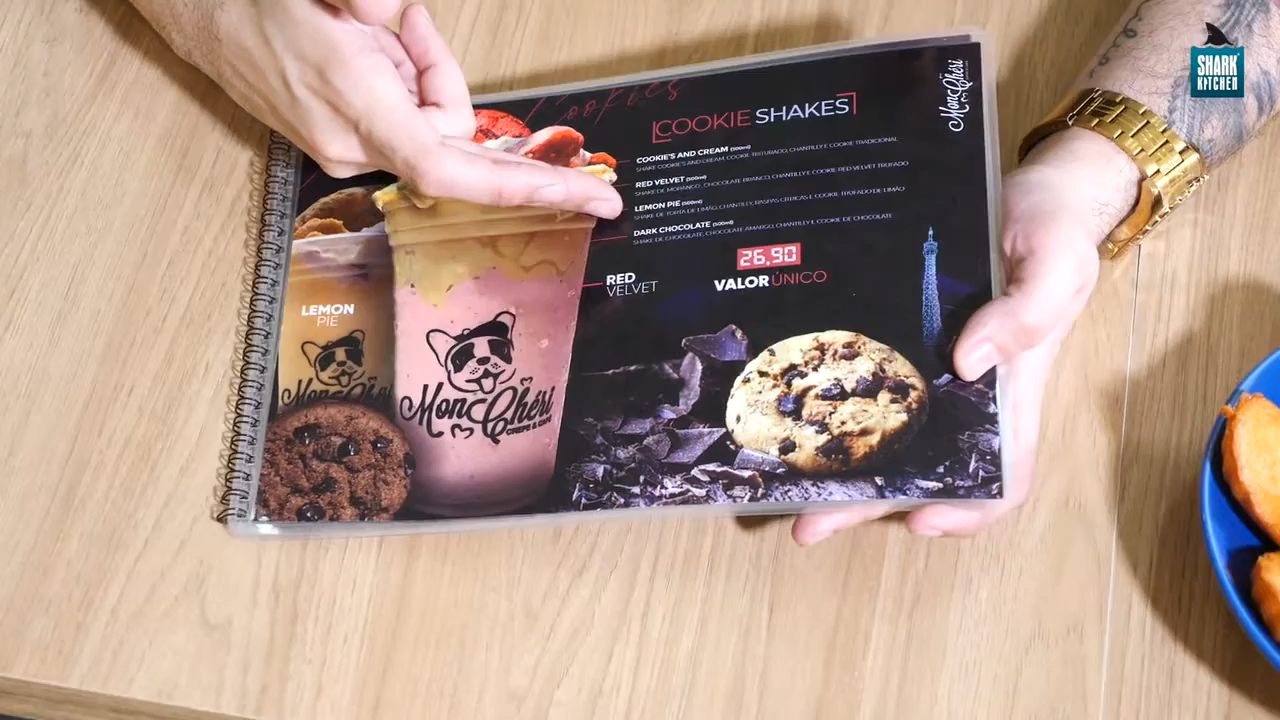 SHARK
KITCHEN
Cookies
COOKIE SHAKES
Mon Chéri
COOKIE'S AND CREAM (500ml)
SHAKE COOKIE'S AND CREAM, COOKIE TRITURADO, CHANTILLY E COOKIE TRADICIONAL
RED VELVET (500ml)
SHAKE DE MORANGO, CHOCOLATE BRANCO, CHANTILLY E COOKIE RED VELVET TRUFADO
LEMON PIE (500ml)
SHAKE DE TORTA DE LIMÃO, CHANTILLY, RASPAS CÍTRICAS E COOKIE TRUFADO DE LIMÃO
DARK CHOCOLATE (500ml)
SHAKE DE CHOCOLATE, CHOCOLATE AMARGO, CHANTILLY E COOKIE DE CHOCOLATE
26,90
VALOR ÚNICO
RED
VELVET
LEMON
PIE
Mon Chéri
Mon Chéri
CREPE & CAFÉ